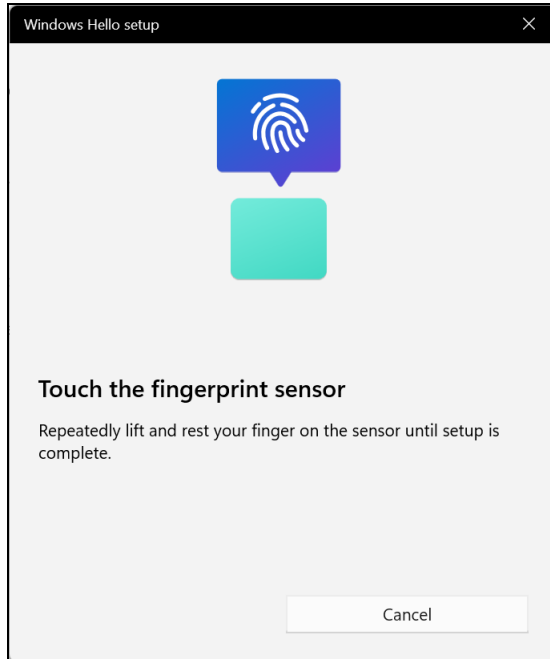 Windows Hello setup
Touch the fingerprint sensor
Repeatedly lift and rest your finger on the sensor until setup is
complete.
Cancel